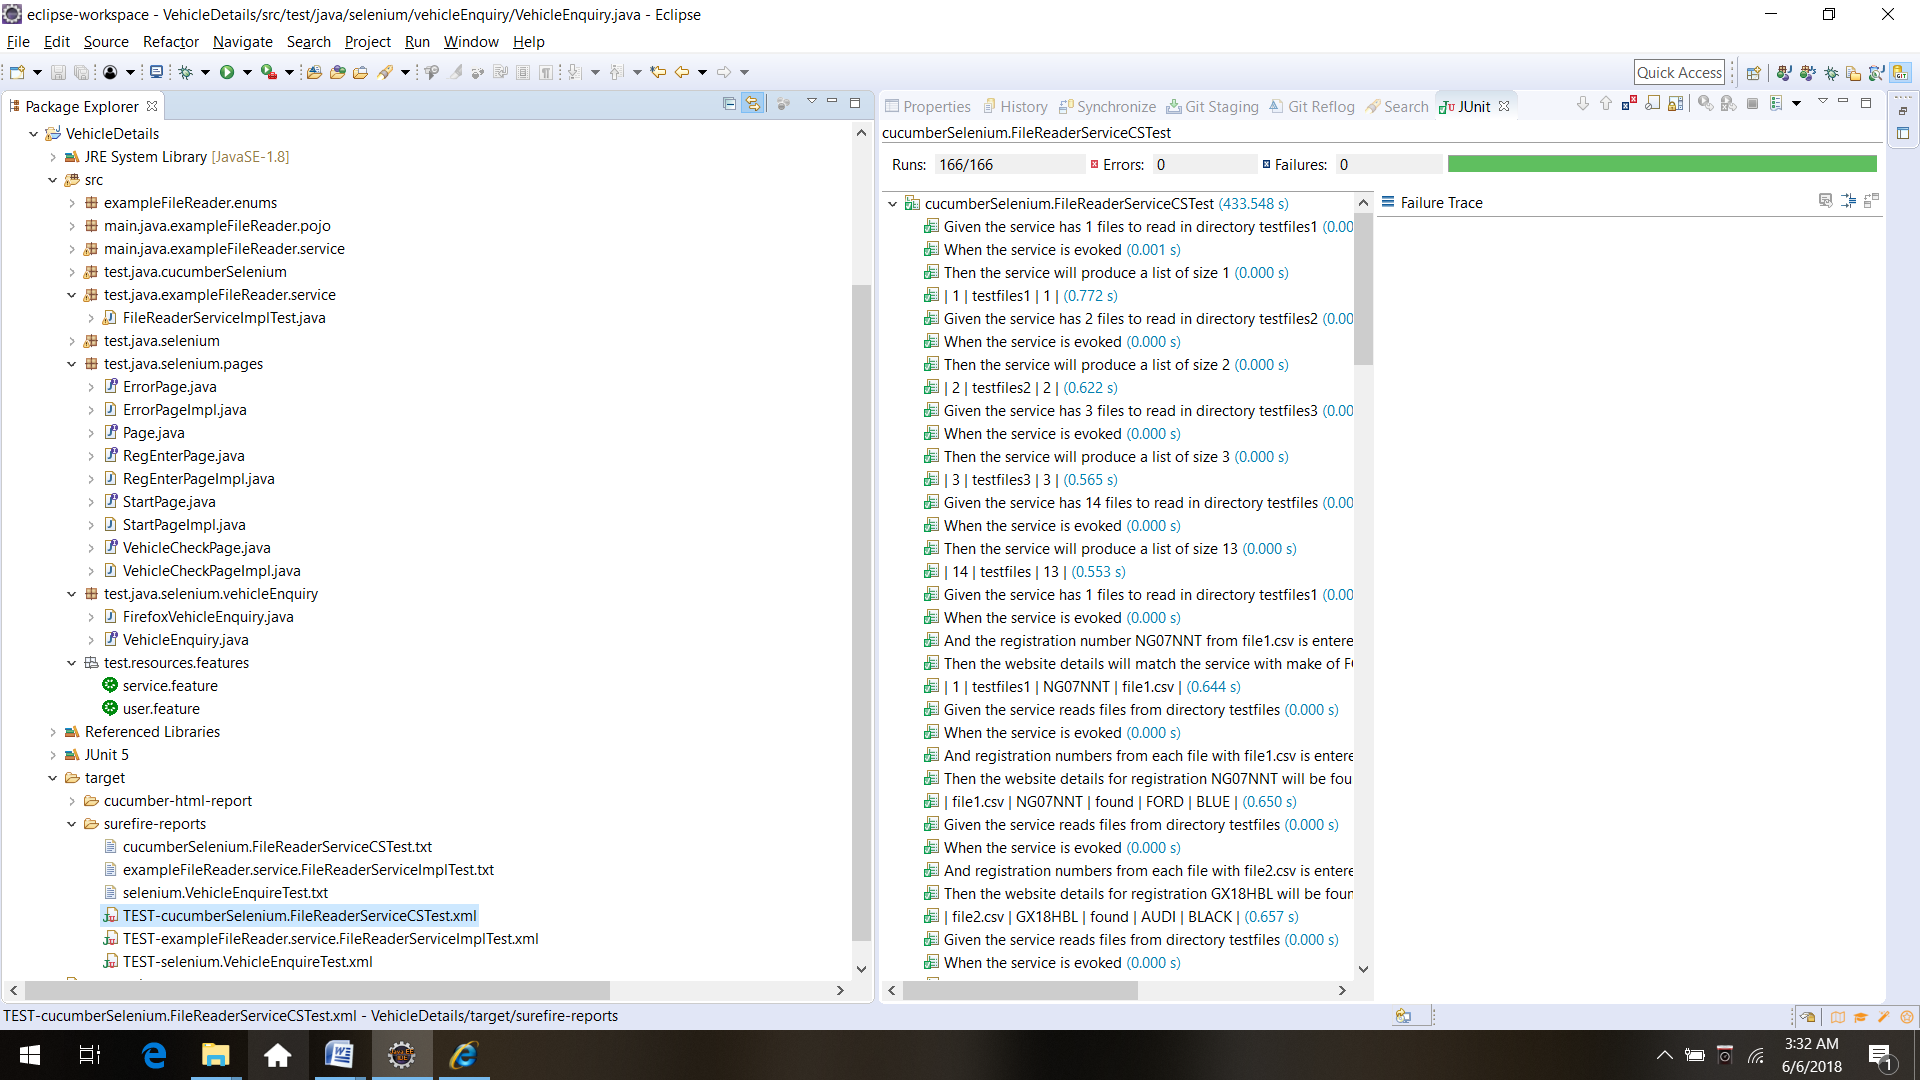 eclipse-workspace - VehicleDetails/src/test/java/selenium/vehicleEnquiry/VehicleEnquiry.java - Eclipse
File Edit Source Refactor Navigate Search Project Run Window Help
Quick Access
Package Explorer
VehicleDetails
JRE System Library [JavaSE-1.8]
src
exampleFileReader.enums
main.java.exampleFileReader.pojo
main.java.exampleFileReader.service
test.java.cucumberSelenium
test.java.exampleFileReader.service
FileReaderServiceImplTest.java
test.java.selenium
test.java.selenium.pages
ErrorPage.java
ErrorPageImpl.java
Page.java
RegEnterPage.java
RegEnterPageImpl.java
StartPage.java
StartPageImpl.java
VehicleCheckPage.java
VehicleCheckPageImpl.java
test.java.selenium.vehicleEnquiry
FirefoxVehicleEnquiry.java
VehicleEnquiry.java
test.resources.features
service.feature
user.feature
Referenced Libraries
JUnit 5
target
cucumber-html-report
surefire-reports
cucumberSelenium.FileReaderServiceCSTest.txt
exampleFileReader.service.FileReaderServiceImplTest.txt
selenium.VehicleEnquireTest.txt
TEST-cucumberSelenium.FileReaderServiceCSTest.xml
TEST-exampleFileReader.service.FileReaderServiceImplTest.xml
TEST-selenium.VehicleEnquireTest.xml
Properties History Synchronize Git Staging Git Reflog Search JUnit
cucumberSelenium.FileReaderServiceCSTest
Runs: 166/166 Errors: 0 Failures: 0
cucumberSelenium.FileReaderServiceCSTest (433.548 s)
Given the service has 1 files to read in directory testfiles1 (0.00
When the service is evoked (0.001 s)
Then the service will produce a list of size 1 (0.000 s)
| 1 | testfiles1 | 1 | (0.772 s)
Given the service has 2 files to read in directory testfiles2 (0.00
When the service is evoked (0.000 s)
Then the service will produce a list of size 2 (0.000 s)
| 2 | testfiles2 | 2 | (0.622 s)
Given the service has 3 files to read in directory testfiles3 (0.00
When the service is evoked (0.000 s)
Then the service will produce a list of size 3 (0.000 s)
| 3 | testfiles3 | 3 | (0.565 s)
Given the service has 14 files to read in directory testfiles (0.00
When the service is evoked (0.000 s)
Then the service will produce a list of size 13 (0.000 s)
| 14 | testfiles | 13 | (0.553 s)
Given the service has 1 files to read in directory testfiles1 (0.00
When the service is evoked (0.000 s)
And the registration number NG07NNT from file1.csv is entere
Then the website details will match the service with make of F
| 1 | testfiles1 | NG07NNT | file1.csv | (0.644 s)
Given the service reads files from directory testfiles (0.000 s)
When the service is evoked (0.000 s)
And registration numbers from each file with file1.csv is entere
Then the website details for registration NG07NNT will be fou
| file1.csv | NG07NNT | found | FORD | BLUE | (0.650 s)
Given the service reads files from directory testfiles (0.000 s)
When the service is evoked (0.000 s)
And registration numbers from each file with file2.csv is entere
Then the website details for registration GX18HBL will be foun
| file2.csv | GX18HBL | found | AUDI | BLACK | (0.657 s)
Given the service reads files from directory testfiles (0.000 s)
When the service is evoked (0.000 s)
Failure Trace
TEST-cucumberSelenium.FileReaderServiceCSTest.xml - VehicleDetails/target/surefire-reports
3:32 AM
6/6/2018
1